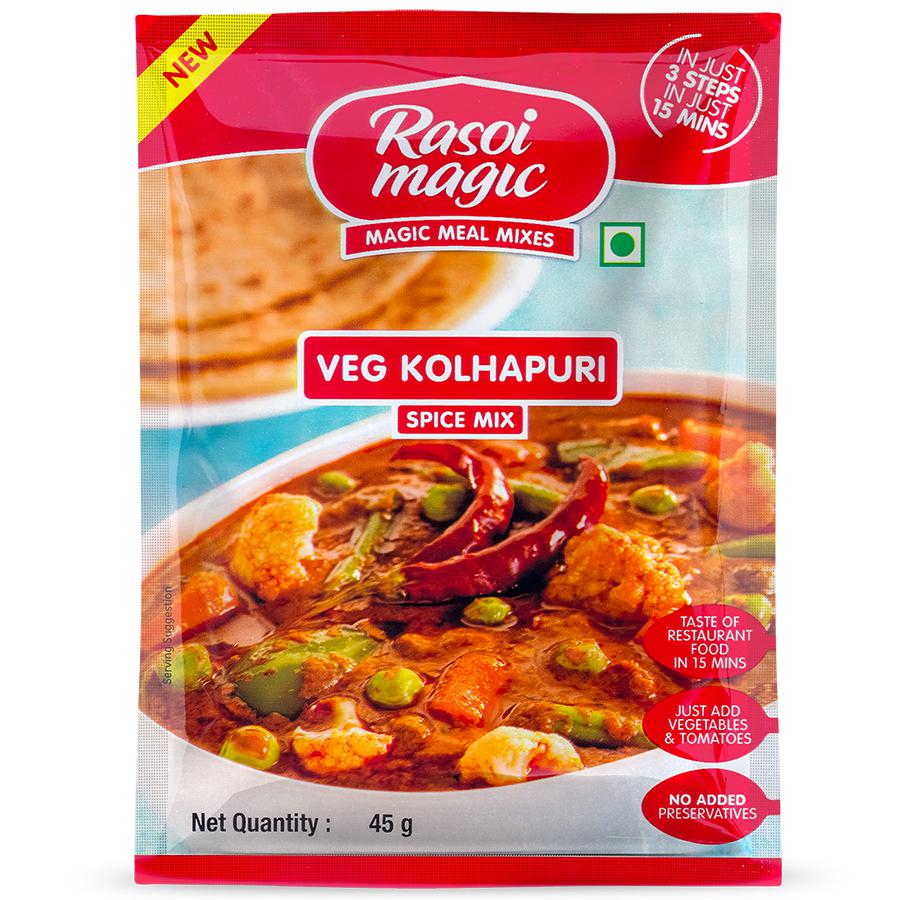 NEW
IN JUST
3 STEPS
IN JUST
15 MINS
Rasoi
magic
MAGIC MEAL MIXES
VEG KOLHAPURI
SPICE MIX
Serving Suggestion
TASTE OF
RESTAURANT
FOOD
IN 15 MINS
JUST ADD
VEGETABLES
& TOMATOES
NO ADDED
PRESERVATIVES
Net Quantity : 45 g